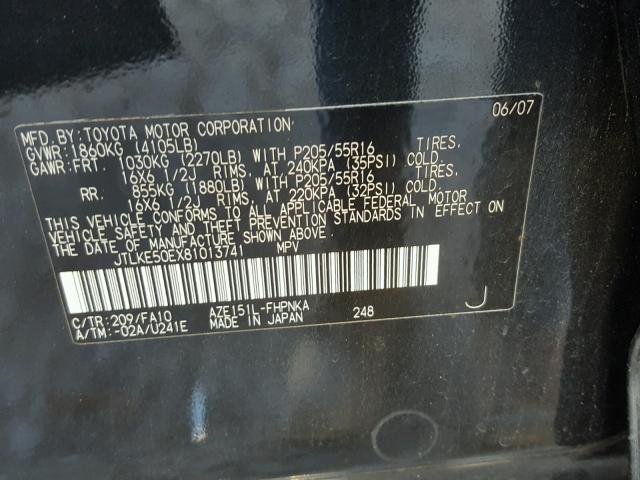 06/07
MFD.BY:TOYOTA MOTOR CORPORATION
GVWR:1860KG (4105LB)
GAWR:FRT. 1030KG (2270LB) WITH P205/55R16 TIRES.
16X6 1/2J RIMS, AT 240KPA (35PSI) COLD.
RR. 855KG (1880LB) WITH P205/55R16 TIRES.
16X6 1/2J RIMS, AT 220KPA (32PSI) COLD.
THIS VEHICLE CONFORMS TO ALL APPLICABLE FEDERAL MOTOR
VEHICLE SAFETY AND THEFT PREVENTION STANDARDS IN EFFECT ON
THE DATE OF MANUFACTURE SHOWN ABOVE.
JTLKE50EX81013741 MPV
C/TR:209/FA10 AZE151L-FHPNKA
A/TM:-02A/U241E MADE IN JAPAN 248 J